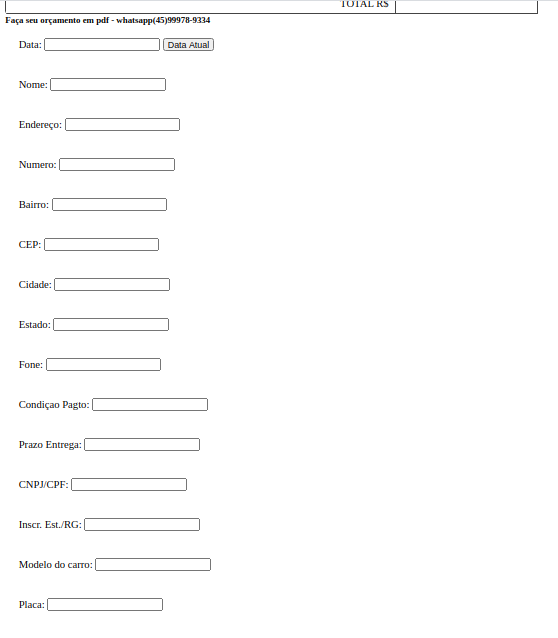 TOTAL R$
Faça seu orçamento em pdf - whatsapp(45)99978-9334
Data: Data Atual
Nome:
Endereço:
Numero:
Bairro:
CEP:
Cidade:
Estado:
Fone:
Condiçao Pagto:
Prazo Entrega:
CNPJ/CPF:
Inscr. Est./RG:
Modelo do carro:
Placa: